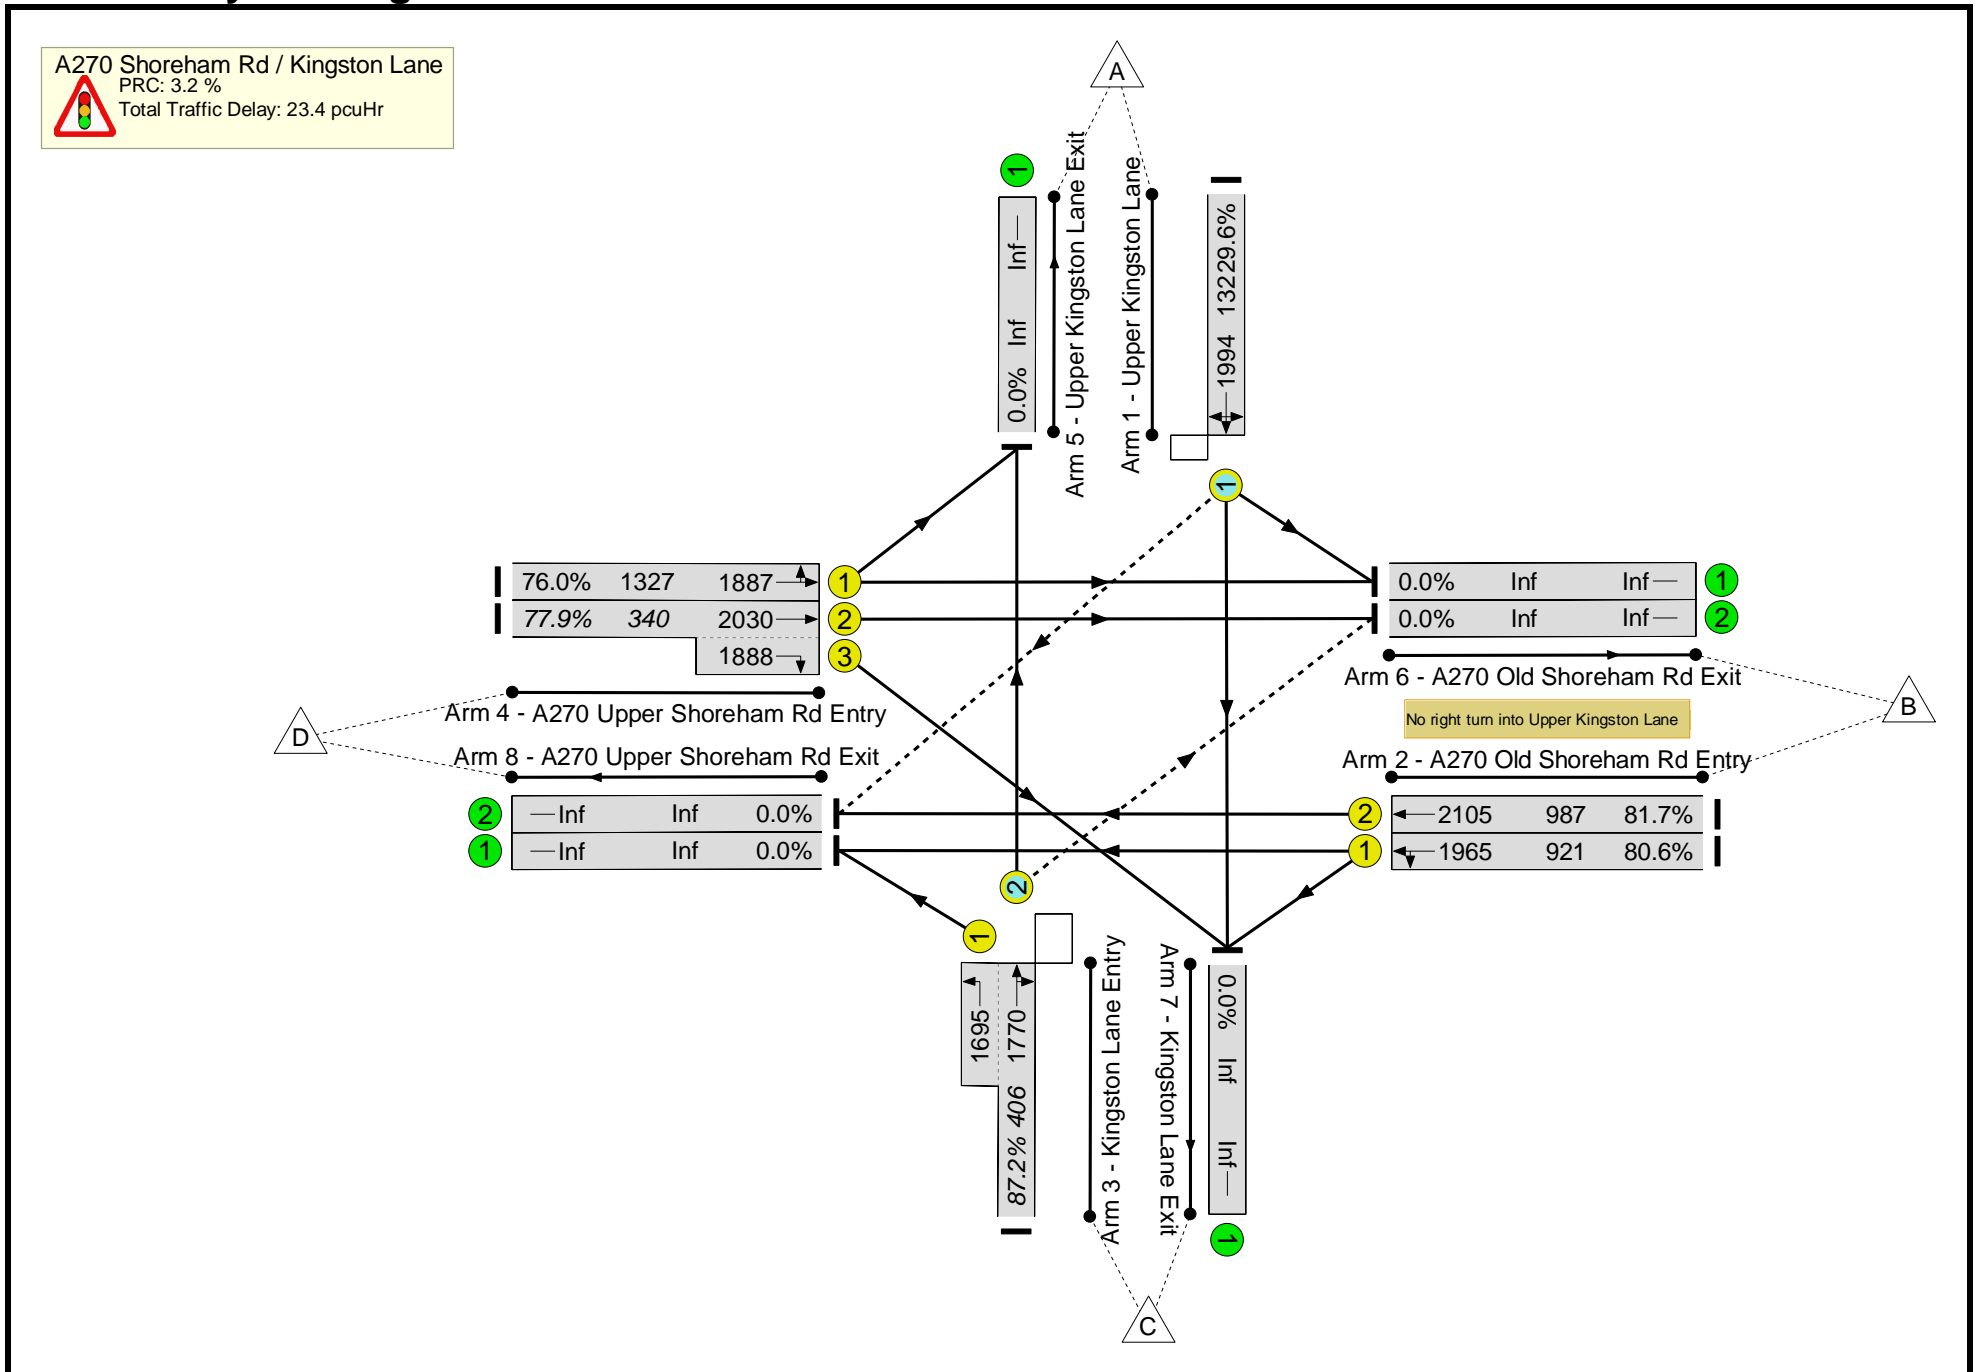 A270 Shoreham Rd / Kingston Lane
PRC: 3.2 %
Total Traffic Delay: 23.4 pcuHr
A
1
Arm 5 - Upper Kingston Lane Exit
Arm 1 - Upper Kingston Lane
0.0% Inf Inf
1994 132 29.6%
1
76.0% 1327 1887 1
77.9% 340 2030 2
1888 3
0.0% Inf Inf 1
0.0% Inf Inf 2
Arm 4 - A270 Upper Shoreham Rd Entry
Arm 6 - A270 Old Shoreham Rd Exit
D
B
No right turn into Upper Kingston Lane
Arm 8 - A270 Upper Shoreham Rd Exit
Arm 2 - A270 Old Shoreham Rd Entry
2 Inf Inf 0.0%
1 Inf Inf 0.0%
2 2105 987 81.7%
1 1965 921 80.6%
2
1
1695
87.2% 406 1770
Arm 3 - Kingston Lane Entry
Arm 7 - Kingston Lane Exit
0.0% Inf Inf
1
C